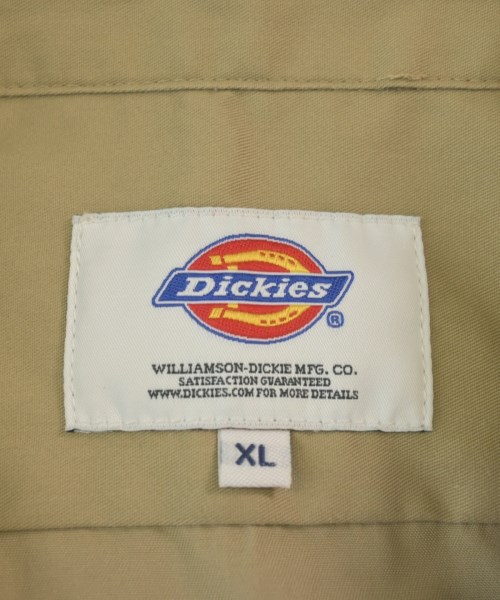 Dickies
®
WILLIAMSON-DICKIE MFG. CO.
SATISFACTION GUARANTEED
WWW.DICKIES.COM FOR MORE DETAILS
XL